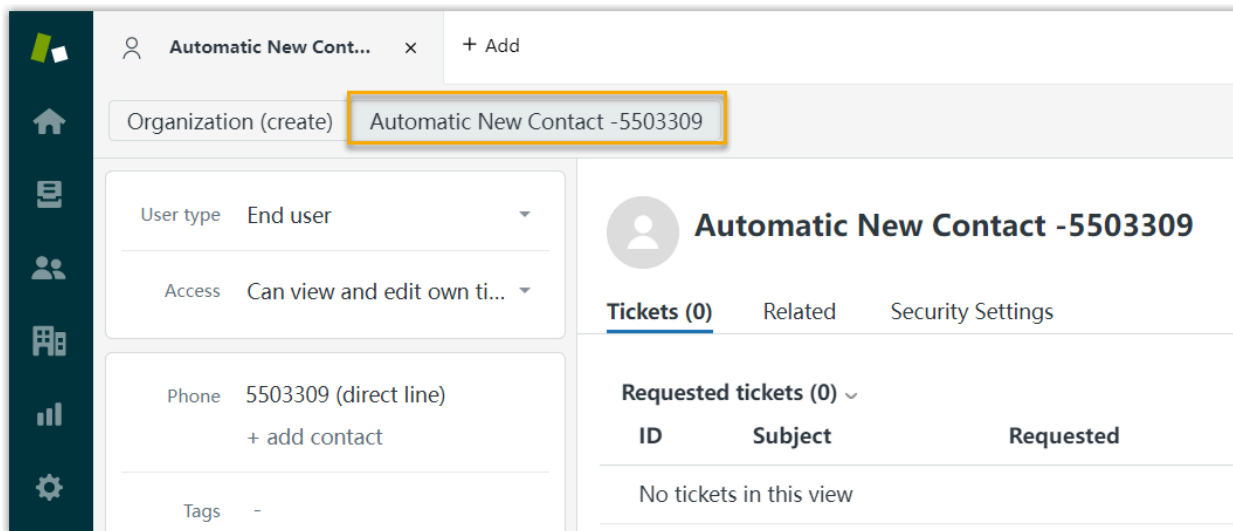 Automatic New Cont... × + Add
Organization (create) Automatic New Contact -5503309
User type End user
Access Can view and edit own ti...
Phone 5503309 (direct line)
+ add contact
Tags -
Automatic New Contact -5503309
Tickets (0) Related Security Settings
Requested tickets (0)
ID Subject Requested
No tickets in this view